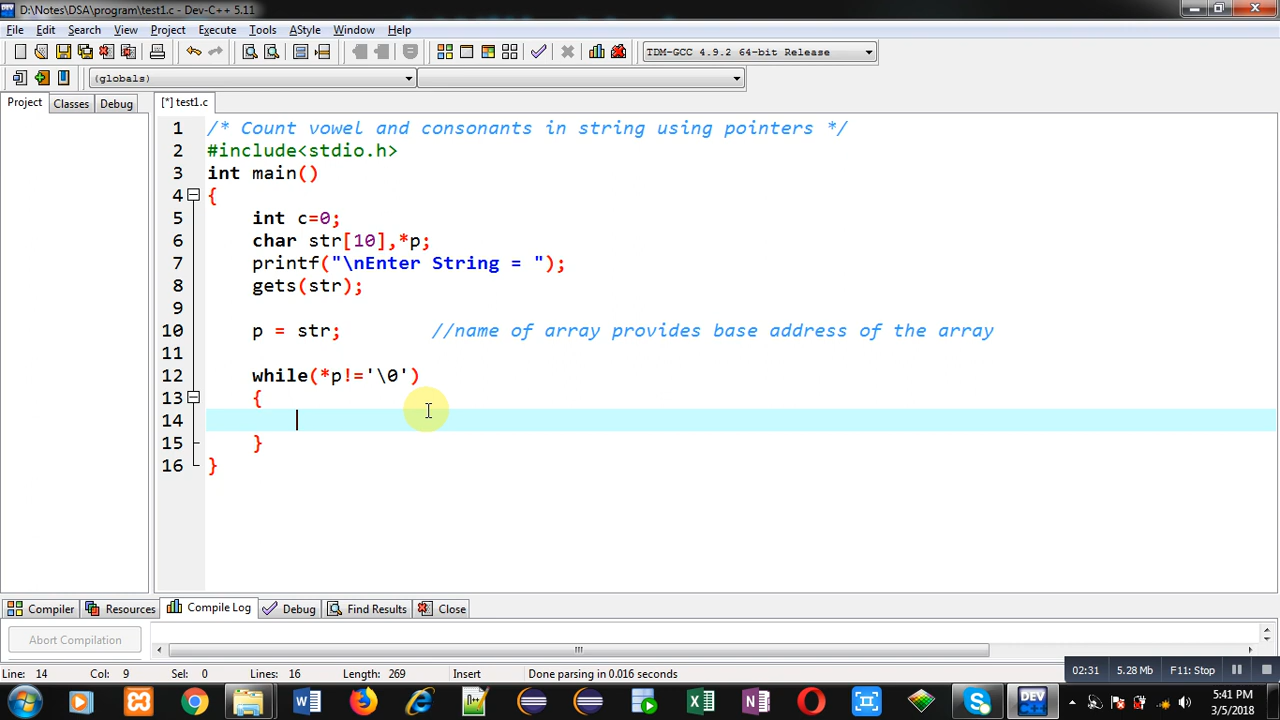 D:\Notes\DSA\program\test1.c - Dev-C++ 5.11
File Edit Search View Project Execute Tools AStyle Window Help
TDM-GCC 4.9.2 64-bit Release
(globals)
Project Classes Debug [*] test1.c
1 /* Count vowel and consonants in string using pointers */
2 #include<stdio.h>
3 int main()
4 {
5 int c=0;
6 char str[10],*p;
7 printf("\nEnter String = ");
8 gets(str);
9
10 p = str; //name of array provides base address of the array
11
12 while(*p!='\0')
13 {
14
15 }
16 }
Compiler Resources Compile Log Debug Find Results Close
Abort Compilation
Line: 14 Col: 9 Sel: 0 Lines: 16 Length: 269 Insert Done parsing in 0.016 seconds
02:31 5.28 Mb F11: Stop
DEV
5:41 PM
3/5/2018